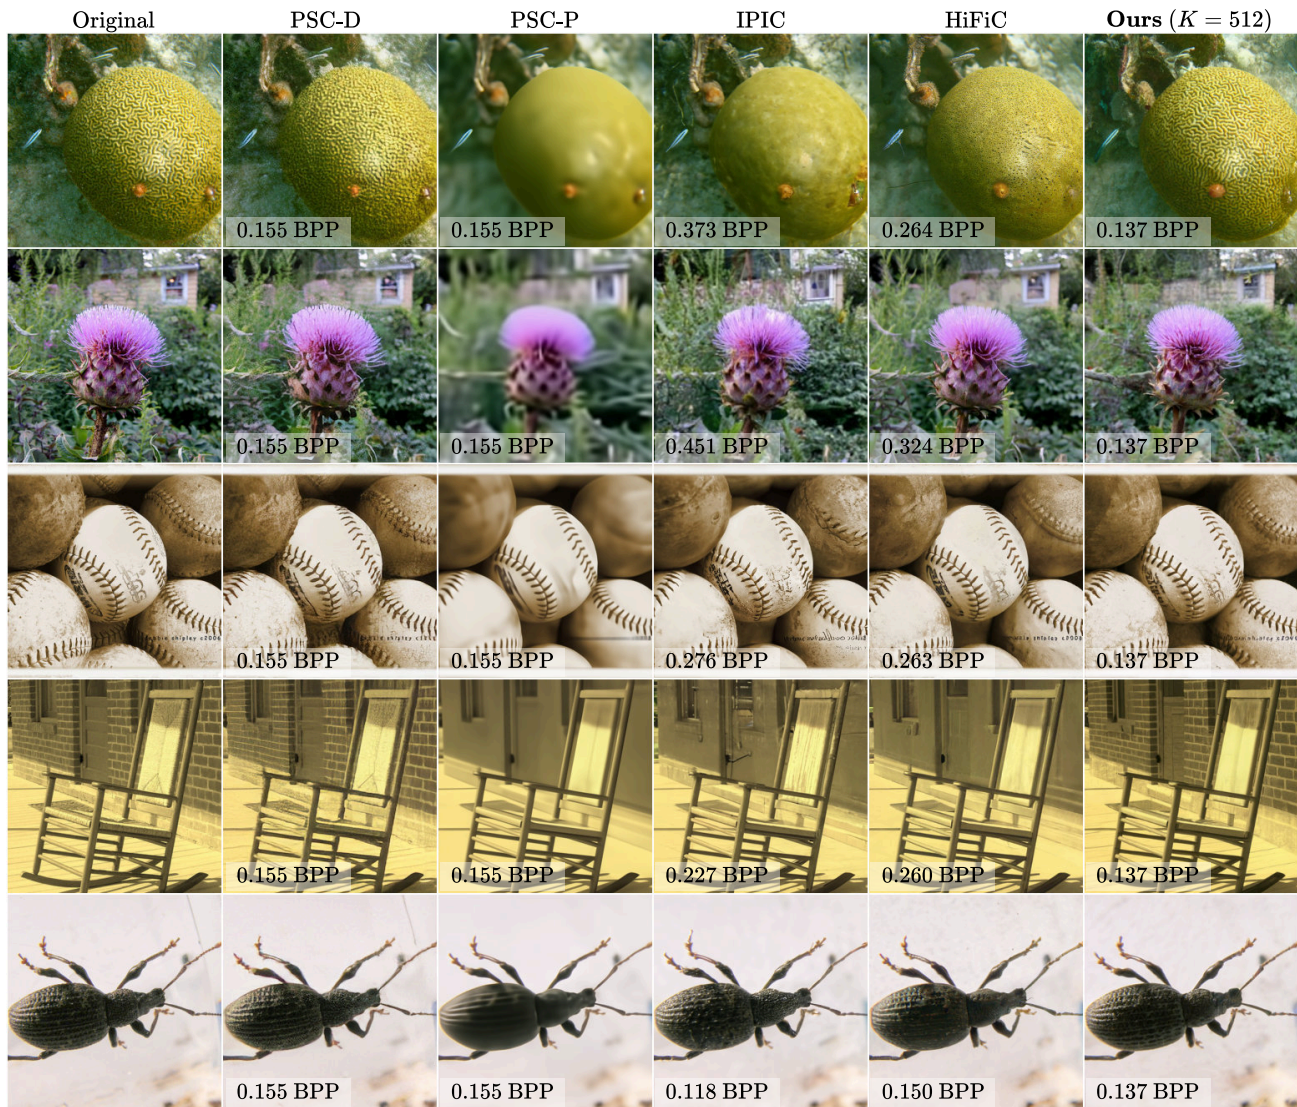 Original PSC-D PSC-P IPIC HiFiC Ours (K = 512)
0.155 BPP 0.155 BPP 0.373 BPP 0.264 BPP 0.137 BPP
0.155 BPP 0.155 BPP 0.451 BPP 0.324 BPP 0.137 BPP
0.155 BPP 0.155 BPP 0.276 BPP 0.263 BPP 0.137 BPP
0.155 BPP 0.155 BPP 0.227 BPP 0.260 BPP 0.137 BPP
0.155 BPP 0.155 BPP 0.118 BPP 0.150 BPP 0.137 BPP